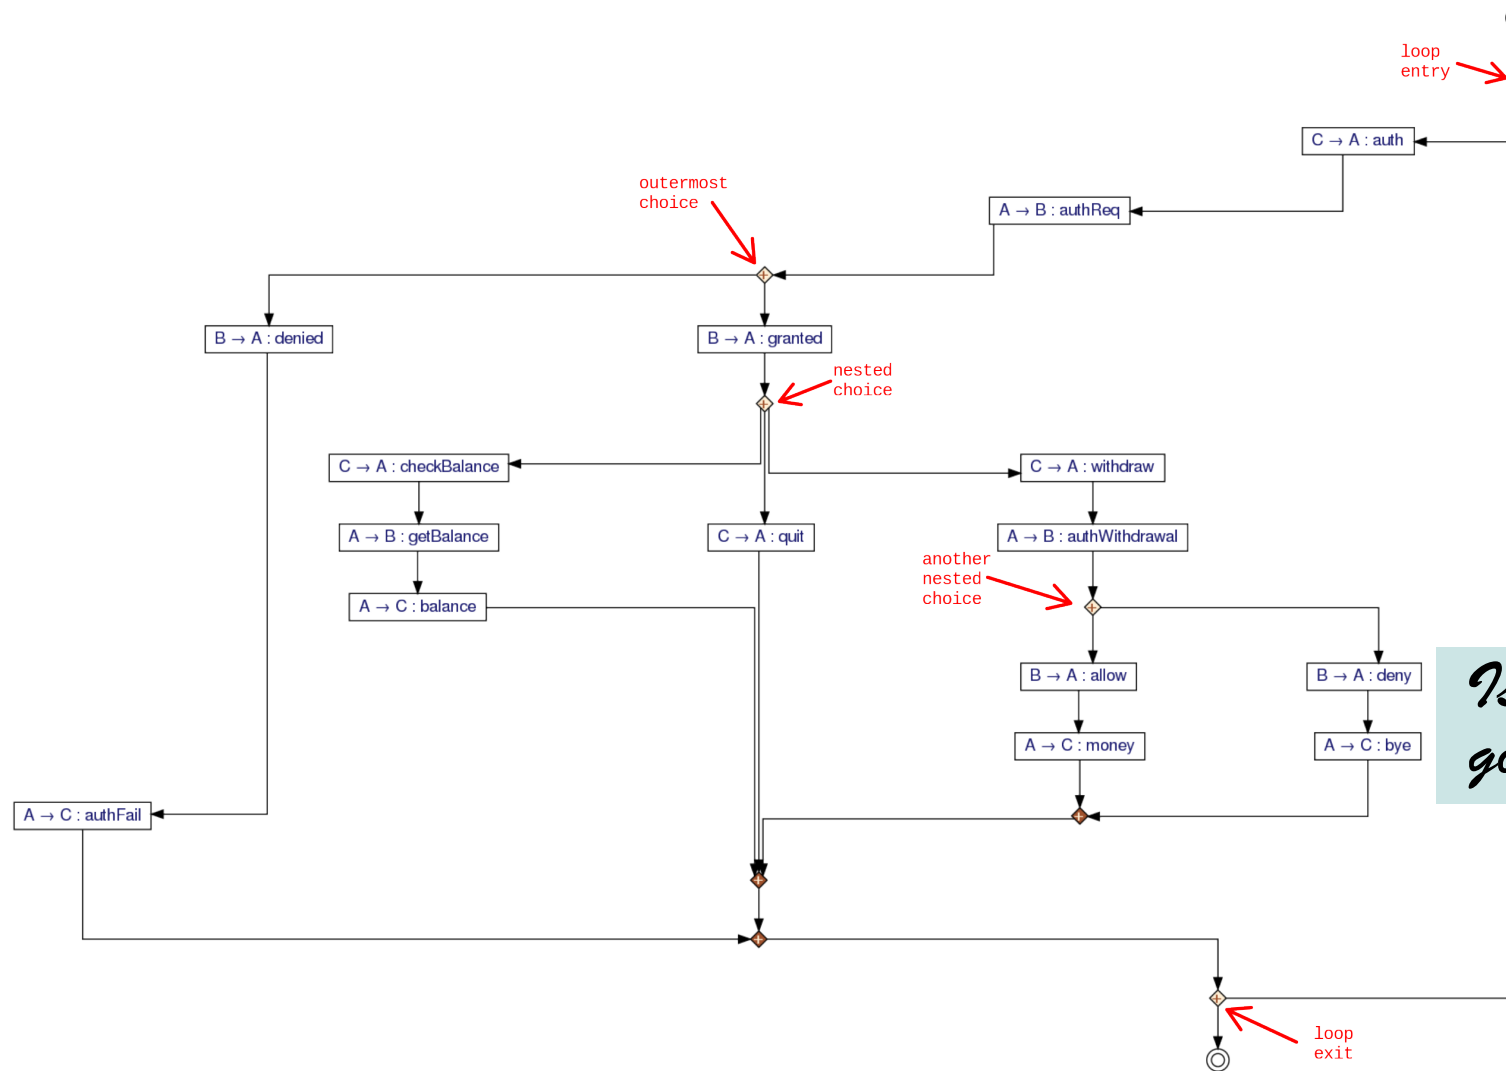 loop
entry
C → A : auth
outermost
choice
A → B : authReq
B → A : denied
B → A : granted
nested
choice
C → A : checkBalance
C → A : withdraw
A → B : getBalance
C → A : quit
A → B : authWithdrawal
another
nested
choice
A → C : balance
B → A : allow
B → A : deny
A → C : money
A → C : bye
A → C : authFail
loop
exit